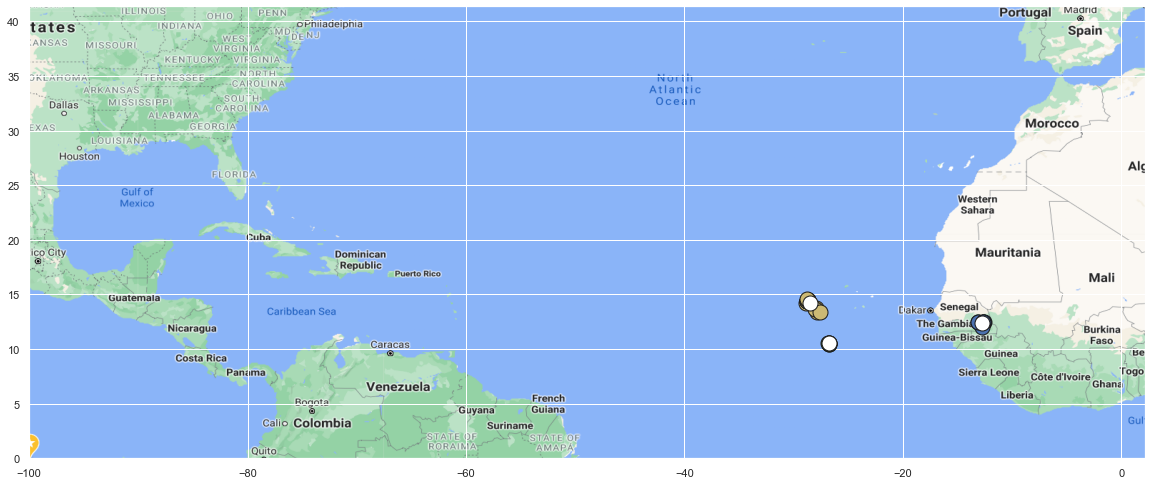 ILLINOIS
OHIO
PENN
Philadelphia
Portugal
Madrid
40
tates
INDIANA
MD
DE
NJ
Spain
ANSAS
MISSOURI
WEST
VIRGINIA
KENTUCKY
VIRGINIA
35
OKLAHOMA
TENNESSEE
NORTH
CAROLINA
North
Atlantic
Ocean
ARKANSAS
MISSISSIPPI
SOUTH
CAROLINA
Dallas
ALABAMA
Morocco
30
EXAS
GEORGIA
LOUISIANA
Houston
Alg
25
FLORIDA
Gulf of
Mexico
Western
Sahara
20
Cuba
ico City
Dominican
Republic
Mauritania
Puerto Rico
Mali
15
Guatemala
Caribbean Sea
Dakar
Senegal
Nicaragua
The Gambia
Guinea-Bissau
Burkina
Faso
10
Costa Rica
Caracas
Guinea
Be
Panama
Venezuela
Sierra Leone
Côte d'Ivoire
Togo
Ghana
5
Bogota
Guyana
French
Guiana
Liberia
Cali
Colombia
Suriname
Gul
STATE OF
RORAIMA
STATE OF
AMAPA
Quito
0
−100
−80
−60
−40
−20
0